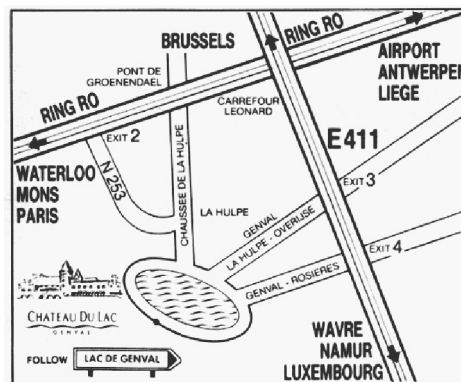 BRUSSELS
RING RO
AIRPORT
ANTWERPEN
LIEGE
PONT DE
GROENENDAEL
RING RO
CARREFOUR
LEONARD
EXIT 2
E411
WATERLOO
MONS
PARIS
N 253
CHAUSSEE DE LA HULPE
LA HULPE
EXIT 3
GENVAL
LA HULPE - OVERIJSE
EXIT 4
GENVAL - ROSIERES
CHATEAU DU LAC
GENVAL
WAVRE
NAMUR
LUXEMBOURG
FOLLOW
LAC DE GENVAL